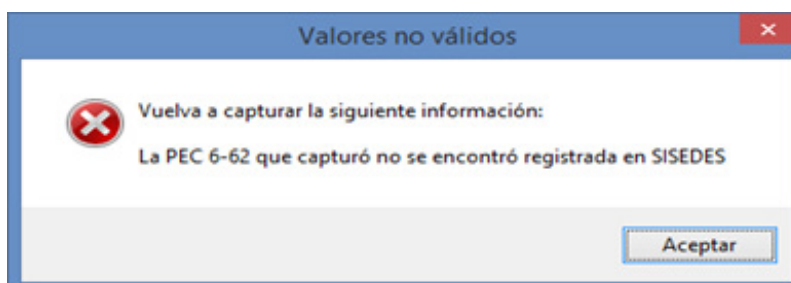 Valores no válidos
Vuelva a capturar la siguiente información:
La PEC 6-62 que capturó no se encontró registrada en SISEDES
Aceptar